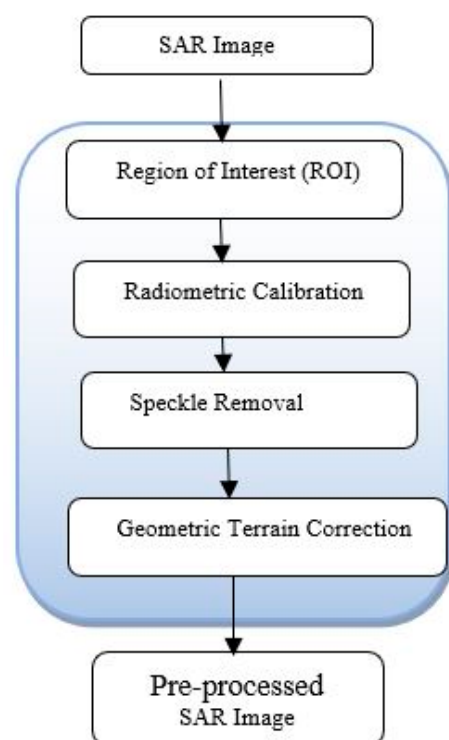 SAR Image
Region of Interest (ROI)
Radiometric Calibration
Speckle Removal
Geometric Terrain Correction
Pre-processed
SAR Image